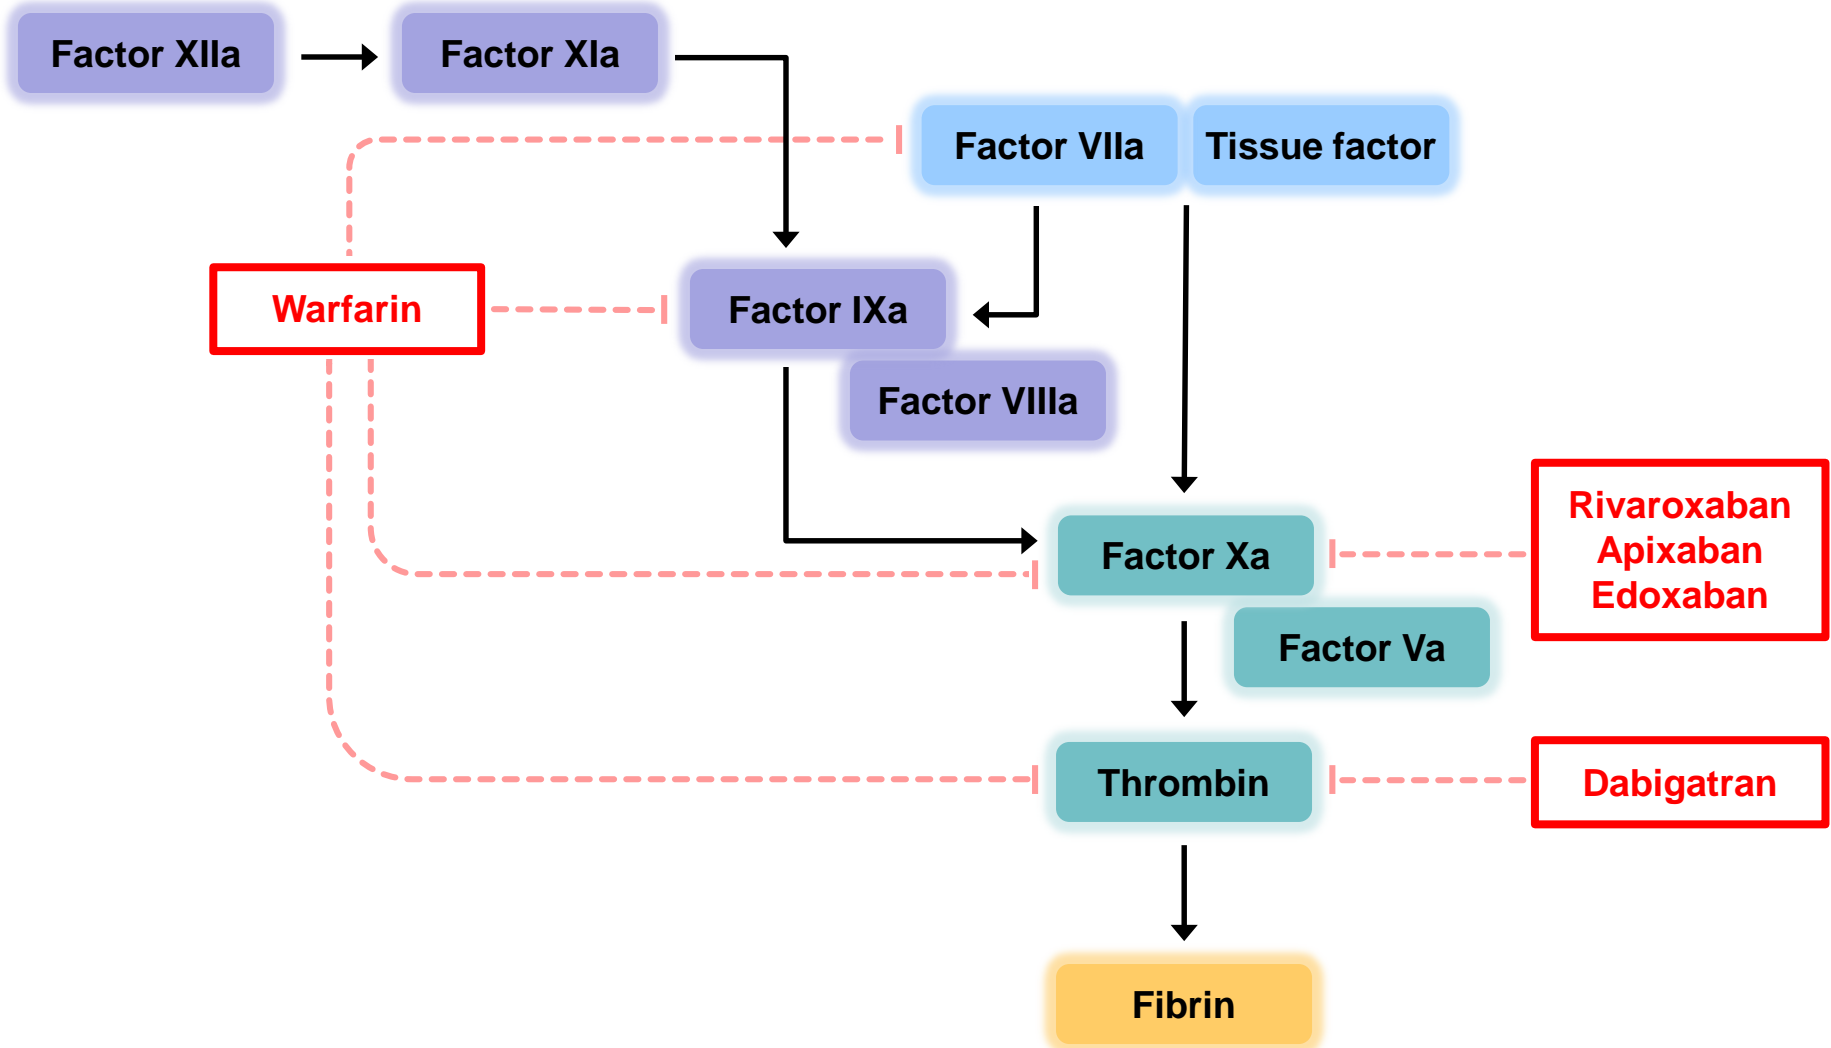 Factor XIIa
Factor XIa
Factor VIIa
Tissue factor
Warfarin
Factor IXa
Factor VIIIa
Rivaroxaban
Apixaban
Edoxaban
Factor Xa
Factor Va
Thrombin
Dabigatran
Fibrin